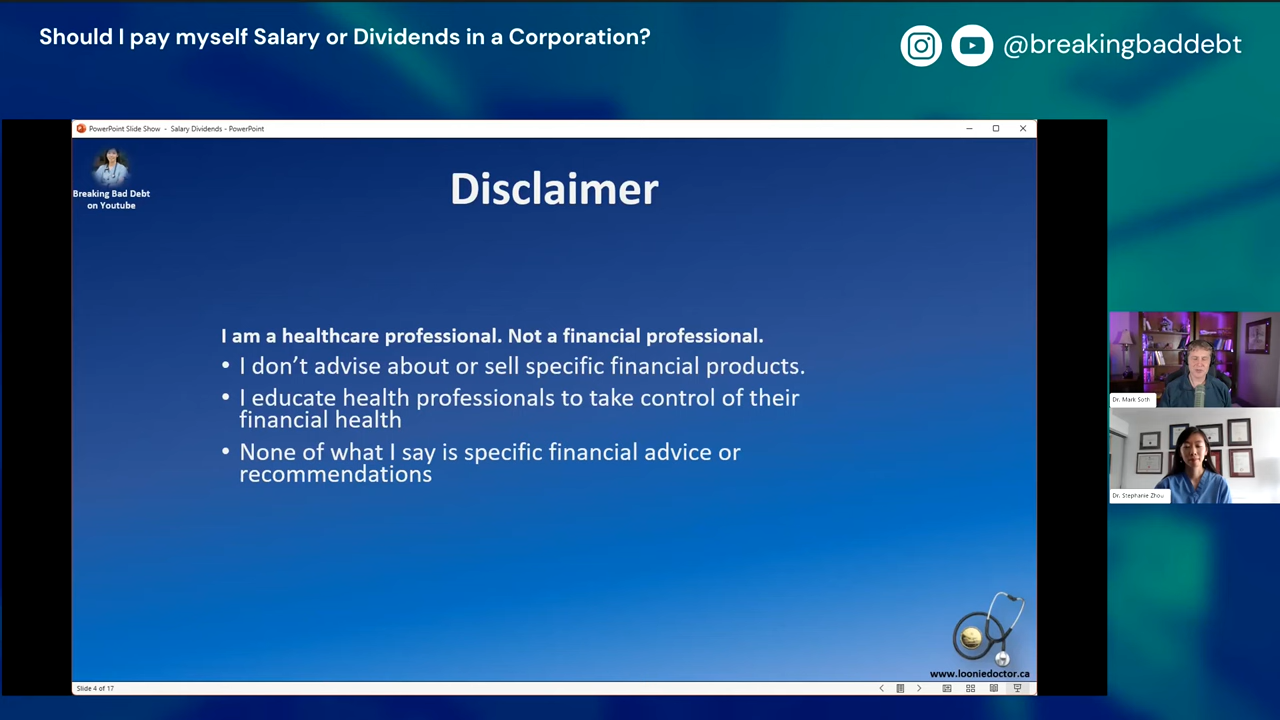 Should I pay myself Salary or Dividends in a Corporation?
@breakingbaddebt
PowerPoint Slide Show - Salary Dividends - PowerPoint
Breaking Bad Debt
on Youtube
Disclaimer
I am a healthcare professional. Not a financial professional.
• I don't advise about or sell specific financial products.
• I educate health professionals to take control of their
financial health
• None of what I say is specific financial advice or
recommendations
Dr. Mark Soth
Dr. Stephanie Zhou
www.looniedoctor.ca
Slide 4 of 17